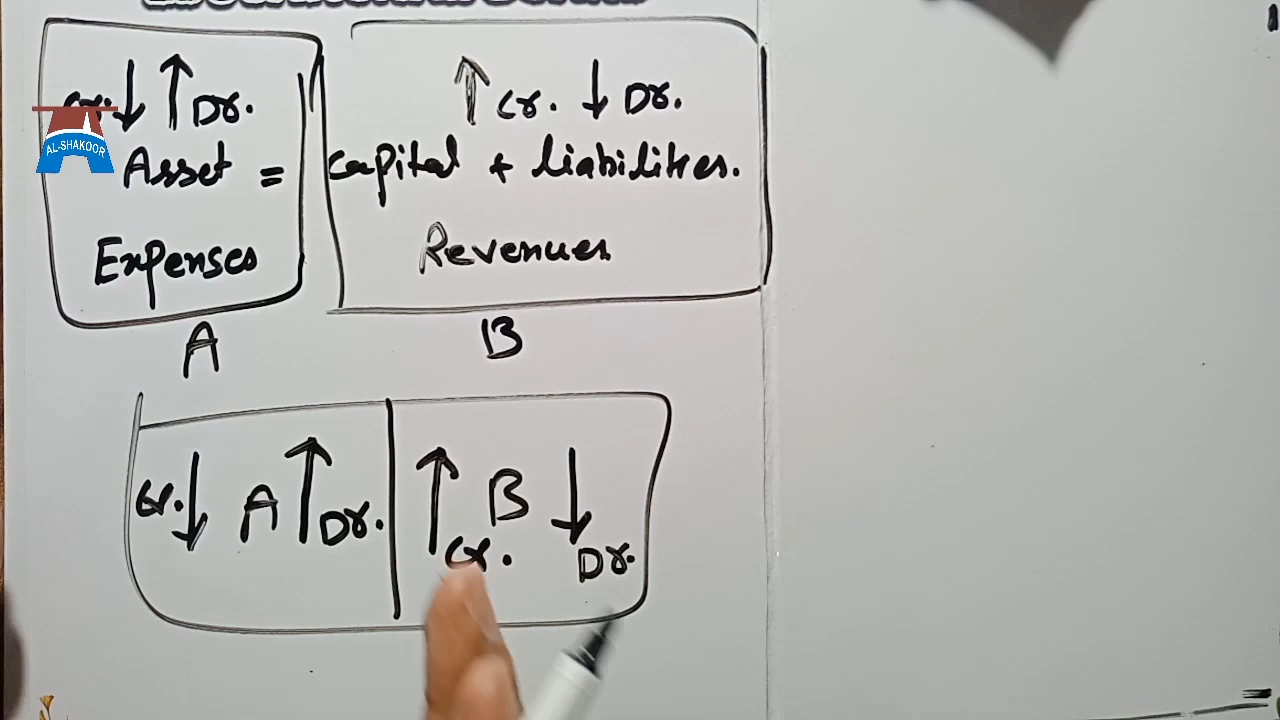 Cr. ↓ ↑ Dr.
Asset =
Expenses
A
↑ Cr. ↓ Dr.
Capital + Liabilities.
Revenues
B
Cr. ↓ A ↑ Dr.
↑ Cr. B ↓ Dr.
AL-SHAKOOR